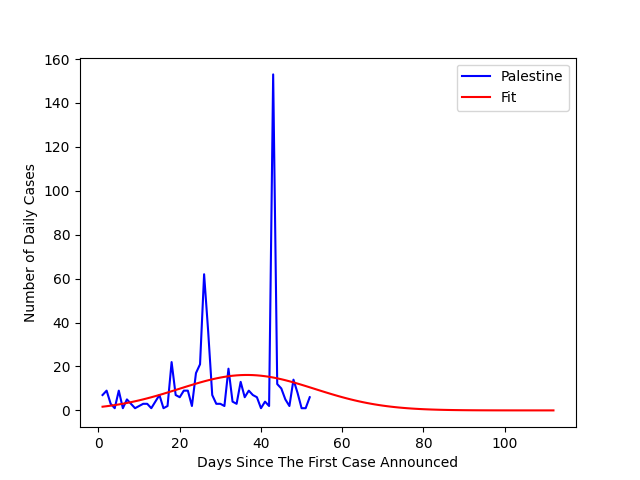 160
140
120
100
80
60
40
20
0
Number of Daily Cases
Palestine
Fit
0 20 40 60 80 100
Days Since The First Case Announced